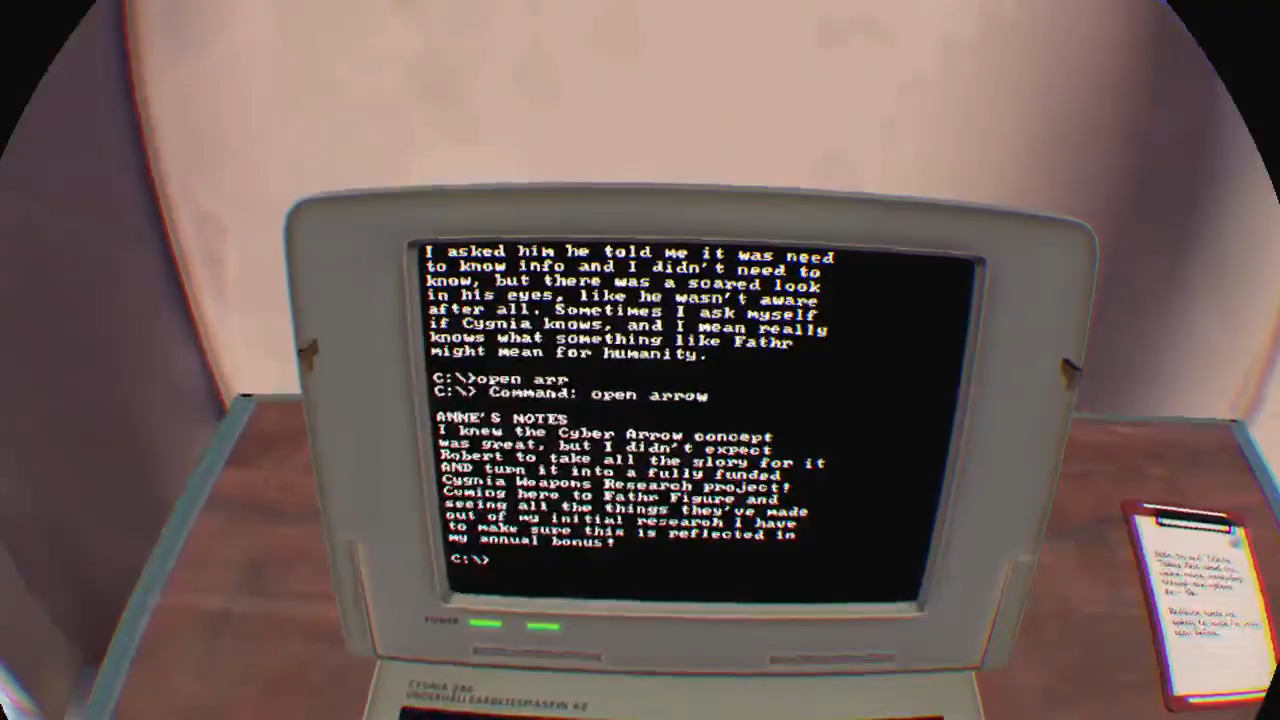 I asked him he told me it was need
to know info and I didn't need to
know, but there was a scared look
in his eyes, like he wasn't aware
after all. Sometimes I ask myself
if Cygnia knows, and I mean really
knows what something like Fathr
might mean for humanity.
C:\>open arr
C:\> Command: open arrow
ANNE'S NOTES
I knew the Cyber Arrow concept
was great, but I didn't expect
Robert to take all the glory for it
AND turn it into a fully funded
Cygnia Weapons Research project!
Coming here to Fathr Figure and
seeing all the things they've made
out of my initial research I have
to make sure this is reflected in
my annual bonus!
C:\>
POWER
CYGNIA 286